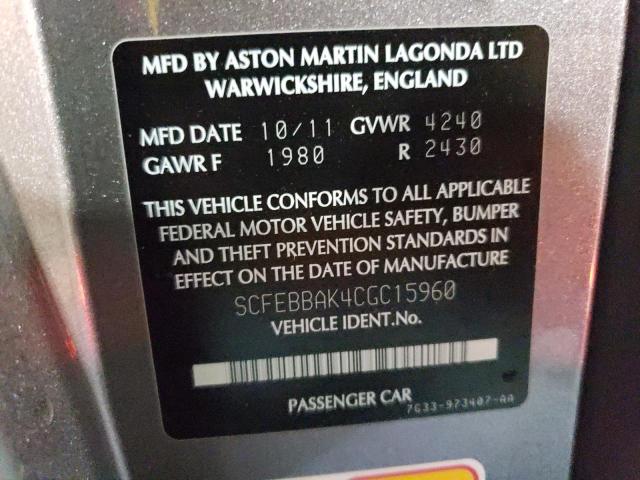 MFD BY ASTON MARTIN LAGONDA LTD
WARWICKSHIRE, ENGLAND
MFD DATE 10/11 GVWR 4240
GAWR F 1980 R 2430
THIS VEHICLE CONFORMS TO ALL APPLICABLE
FEDERAL MOTOR VEHICLE SAFETY, BUMPER
AND THEFT PREVENTION STANDARDS IN
EFFECT ON THE DATE OF MANUFACTURE
SCFEBBAK4CGC15960
VEHICLE IDENT.No.
PASSENGER CAR
7G33-973407-AA